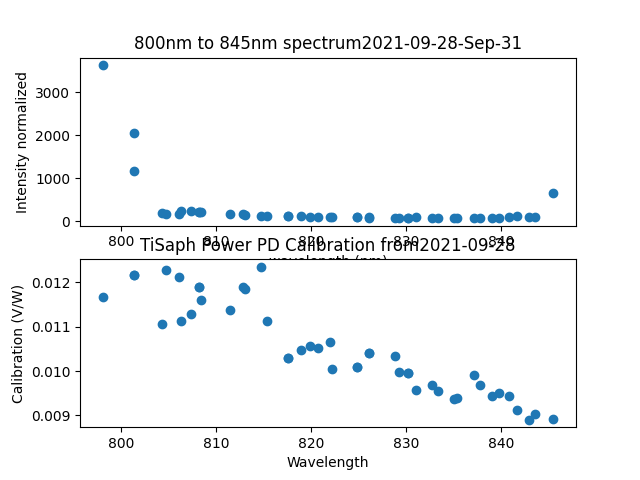 800nm to 845nm spectrum2021-09-28-Sep-31
Intensity normalized
3000
2000
1000
0
800 810 820 830 840
wavelength (nm)
TiSaph Power PD Calibration from2021-09-28
Calibration (V/W)
0.012
0.011
0.010
0.009
800 810 820 830 840
Wavelength